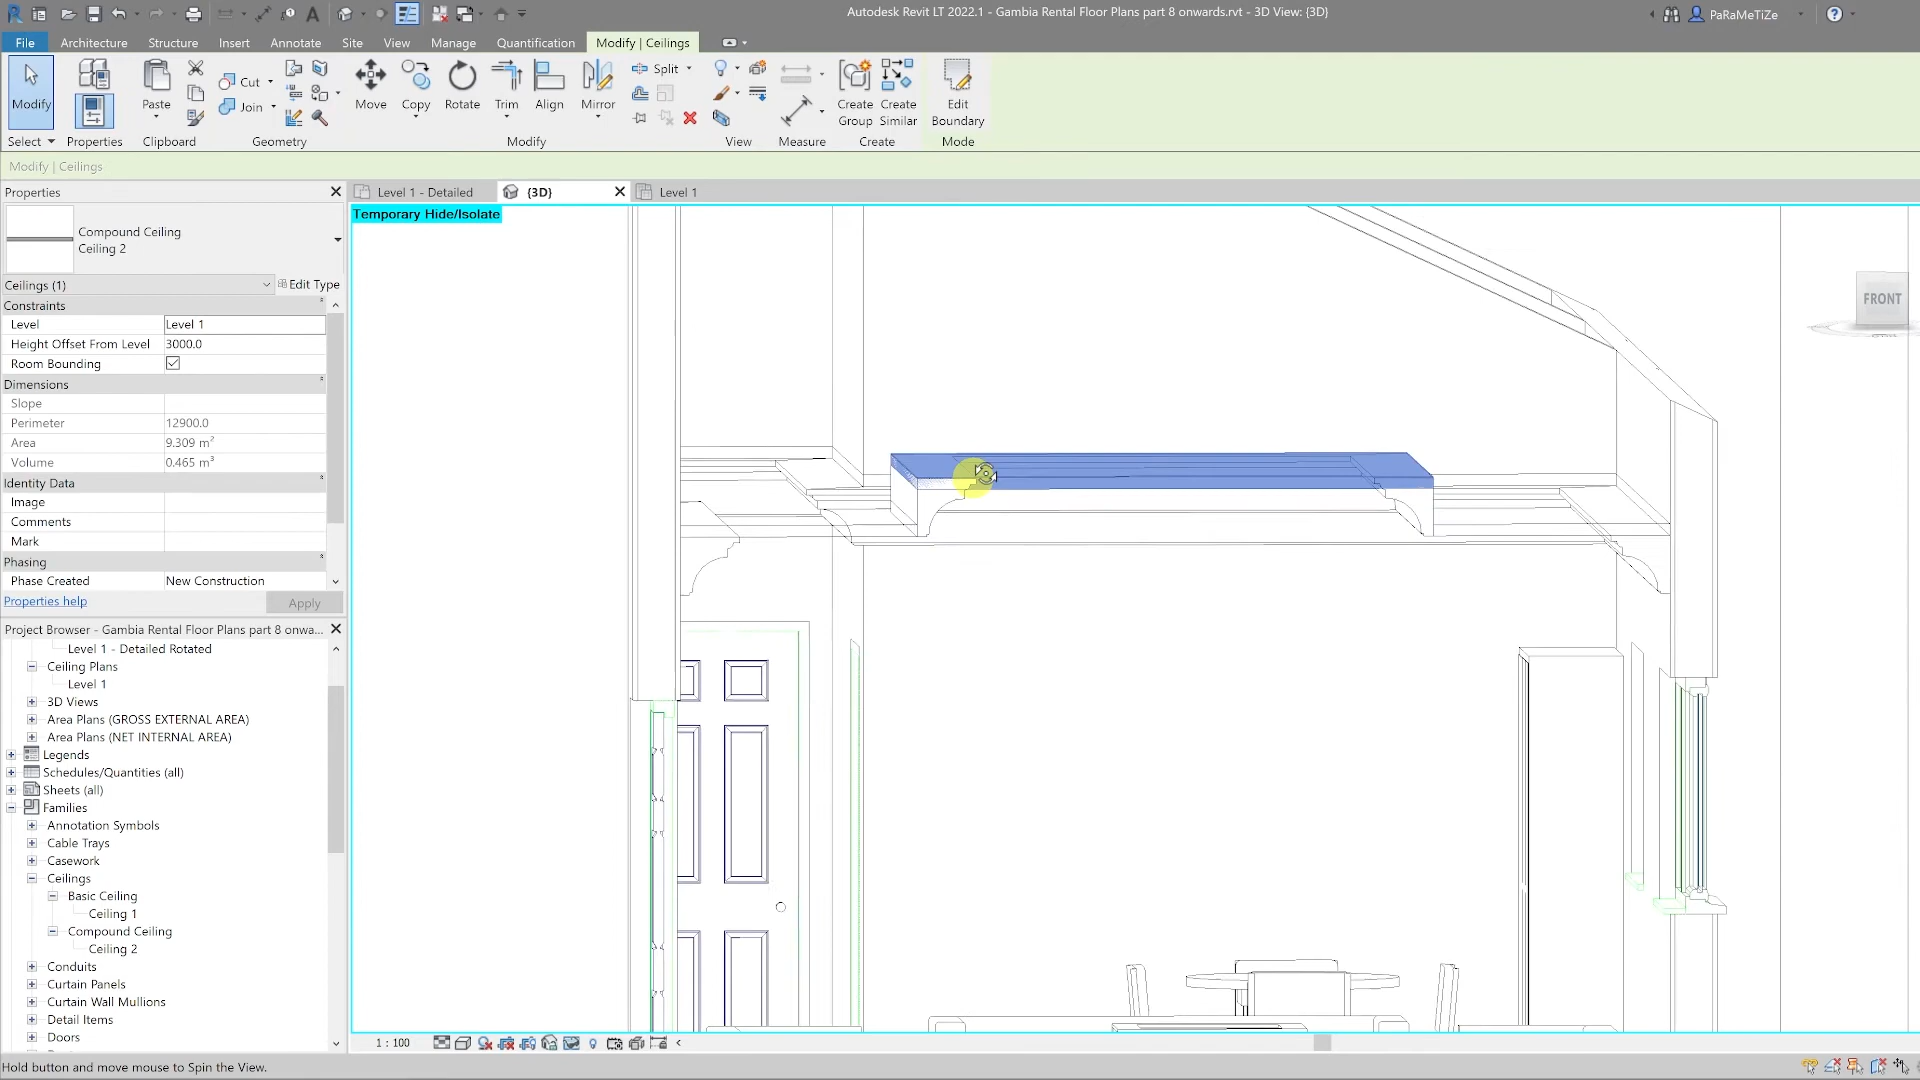 Autodesk Revit LT 2022.1 - Gambia Rental Floor Plans part 8 onwards.rvt - 3D View: {3D}
PaRaMeTiZe
File
Architecture
Structure
Insert
Annotate
Site
View
Manage
Quantification
Modify | Ceilings
Modify
Paste
Cut
Join
Move
Copy
Rotate
Trim
Align
Mirror
Split
Create Group
Create Similar
Edit Boundary
Select
Properties
Clipboard
Geometry
Modify
View
Measure
Create
Mode
Modify | Ceilings
Properties
Level 1 - Detailed
{3D}
Level 1
Temporary Hide/Isolate
Compound Ceiling
Ceiling 2
Ceilings (1)
Edit Type
Constraints
Level Level 1
Height Offset From Level 3000.0
Room Bounding
Dimensions
Slope
Perimeter 12900.0
Area 9.309 m²
Volume 0.465 m³
Identity Data
Image
Comments
Mark
Phasing
Phase Created New Construction
Properties help
Apply
FRONT
Project Browser - Gambia Rental Floor Plans part 8 onwa...
Level 1 - Detailed Rotated
Ceiling Plans
Level 1
3D Views
Area Plans (GROSS EXTERNAL AREA)
Area Plans (NET INTERNAL AREA)
Legends
Schedules/Quantities (all)
Sheets (all)
Families
Annotation Symbols
Cable Trays
Casework
Ceilings
Basic Ceiling
Ceiling 1
Compound Ceiling
Ceiling 2
Conduits
Curtain Panels
Curtain Wall Mullions
Detail Items
Doors
1 : 100
Hold button and move mouse to Spin the View.